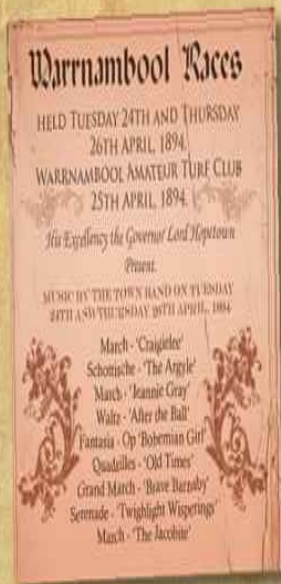 Warrnambool Races
HELD TUESDAY 24TH AND THURSDAY
26TH APRIL, 1894.
WARRNAMBOOL AMATEUR TURF CLUB
25TH APRIL, 1894.
His Excellency the Governor Lord Hopetown
Present.
MUSIC BY THE TOWN BAND ON TUESDAY
24TH AND THURSDAY 26TH APRIL, 1894
March - 'Craigielee'
Schottische - 'The Argyle'
March - 'Jeannie Gray'
Waltz - 'After the Ball'
Fantasia - Op 'Bohemian Girl'
Quadrilles - 'Old Times'
Grand March - 'Brave Barnaby'
Serenade - 'Twighlight Wisperings'
March - 'The Jacobite'